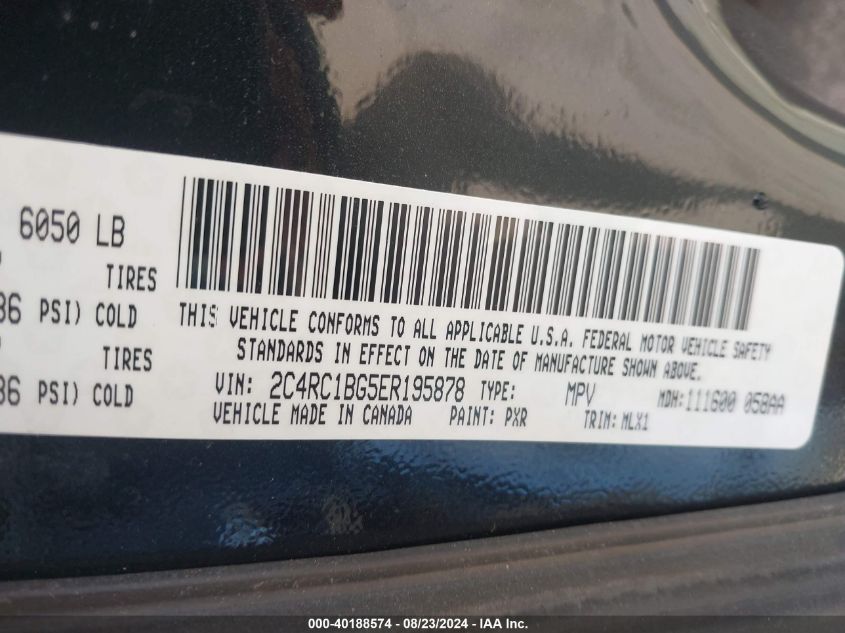 6050 LB
TIRES
36 PSI) COLD
TIRES
36 PSI) COLD
THIS VEHICLE CONFORMS TO ALL APPLICABLE U.S.A. FEDERAL MOTOR VEHICLE SAFETY
STANDARDS IN EFFECT ON THE DATE OF MANUFACTURE SHOWN ABOVE.
VIN: 2C4RC1BG5ER195878 TYPE: MPV MDH:111600 058AA
VEHICLE MADE IN CANADA PAINT: PXR TRIM: MLX1
000-40188574 / 08/23/2024 - IAA Inc.